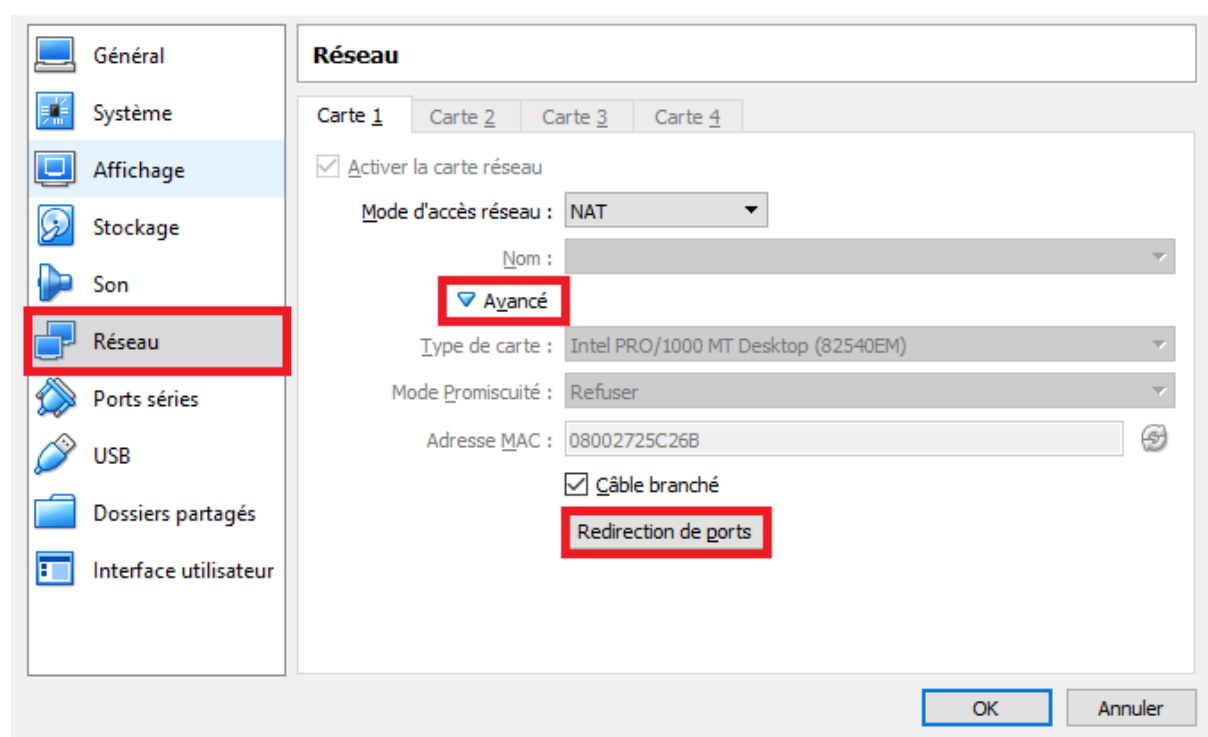 Général
Système
Affichage
Stockage
Son
Réseau
Ports séries
USB
Dossiers partagés
Interface utilisateur
Réseau
Carte 1 Carte 2 Carte 3 Carte 4
Activer la carte réseau
Mode d'accès réseau : NAT
Nom :
Avancé
Type de carte : Intel PRO/1000 MT Desktop (82540EM)
Mode Promiscuité : Refuser
Adresse MAC : 08002725C26B
Câble branché
Redirection de ports
OK Annuler